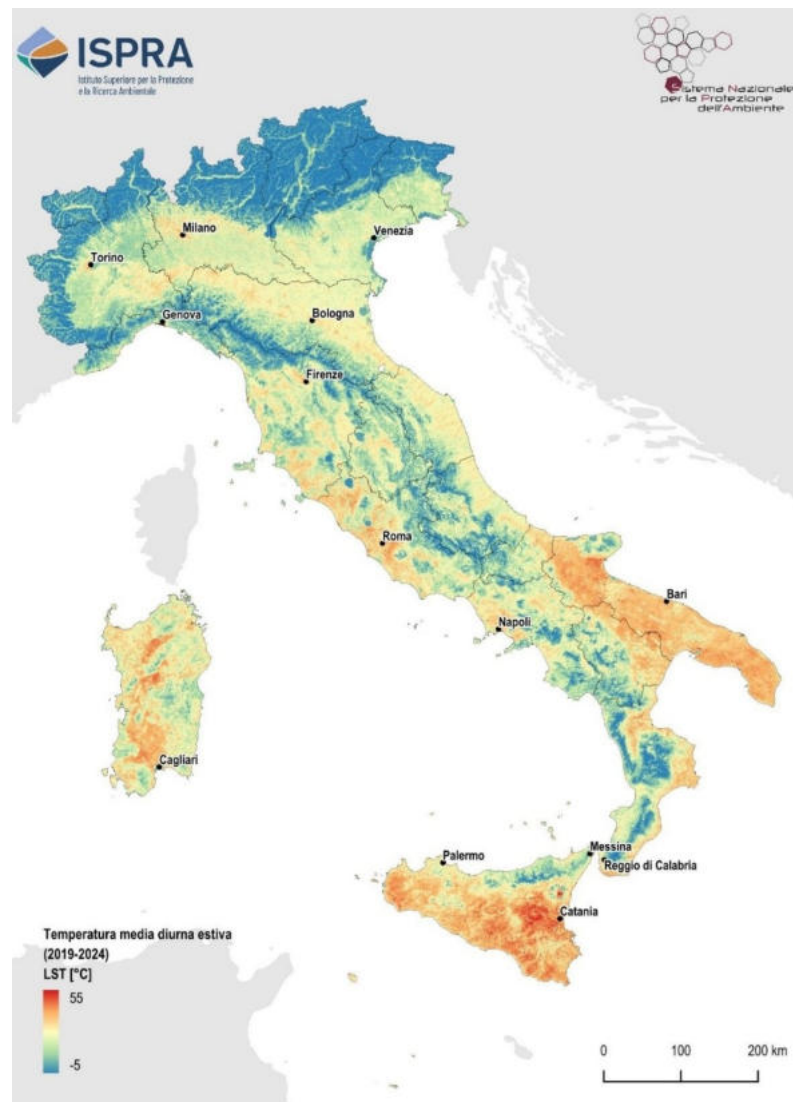 ISPRA
Istituto Superiore per la Protezione
e la Ricerca Ambientale
Sistema Nazionale
per la Protezione
dell'Ambiente
Milano
Venezia
Torino
Genova
Bologna
Firenze
Roma
Bari
Napoli
Cagliari
Messina
Palermo
Reggio di Calabria
Catania
Temperatura media diurna estiva
(2019-2024)
LST [°C]
55
-5
0 100 200 km